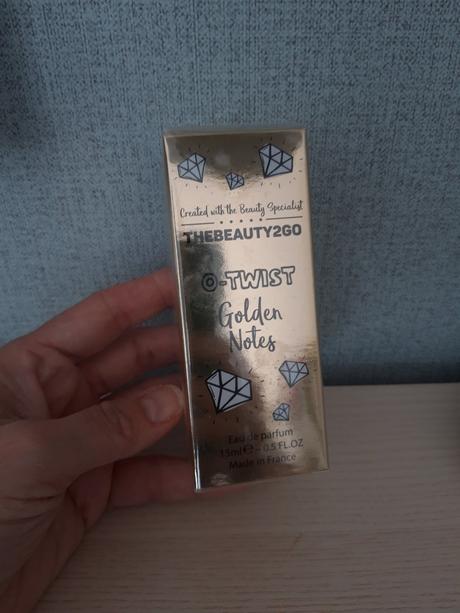 Created with the Beauty Specialist
THEBEAUTY2GO
O-TWIST
Golden
Notes
Eau de parfum
15ml ℮ – 0.5 FL.OZ
Made in France